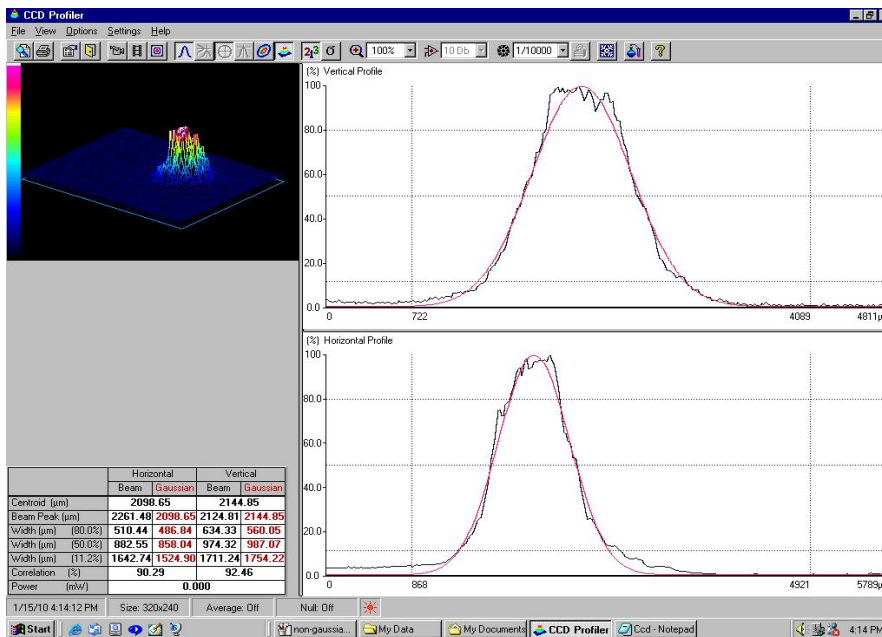 CCD Profiler
File View Options Settings Help
2¹3 σ 100% 10 Db 1/10000 ?
(%) Vertical Profile
100
80.0
60.0
40.0
20.0
0.0
0 722 4089 4811µ
(%) Horizontal Profile
100
80.0
60.0
40.0
20.0
0.0
0 868 4921 5789µ
Horizontal Vertical
Beam Gaussian Beam Gaussian
Centroid (µm) 2098.65 2144.85
Beam Peak (µm) 2261.48 2098.65 2124.81 2144.85
Width (µm) (80.0%) 510.44 486.84 634.33 560.05
Width (µm) (50.0%) 882.55 858.04 974.32 987.07
Width (µm) (11.2%) 1642.74 1524.90 1711.24 1754.22
Correlation (%) 90.29 92.46
Power (mW) 0.000
1/15/10 4:14:12 PM Size: 320x240 Average: Off Null: Off
Start non-gaussia... My Data My Documents CCD Profiler Ccd - Notepad 4:14 PM